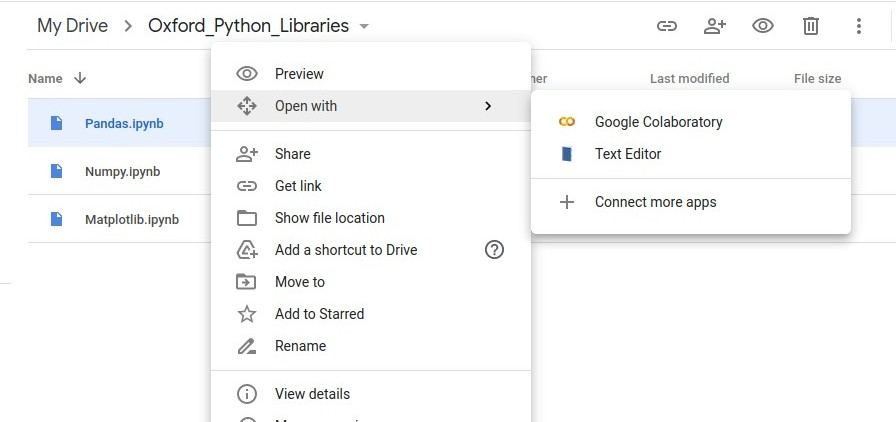 My Drive > Oxford_Python_Libraries
Name
Last modified
File size
Pandas.ipynb
Numpy.ipynb
Matplotlib.ipynb
Preview
Open with
Share
Get link
Show file location
Add a shortcut to Drive
Move to
Add to Starred
Rename
View details
Google Colaboratory
Text Editor
Connect more apps